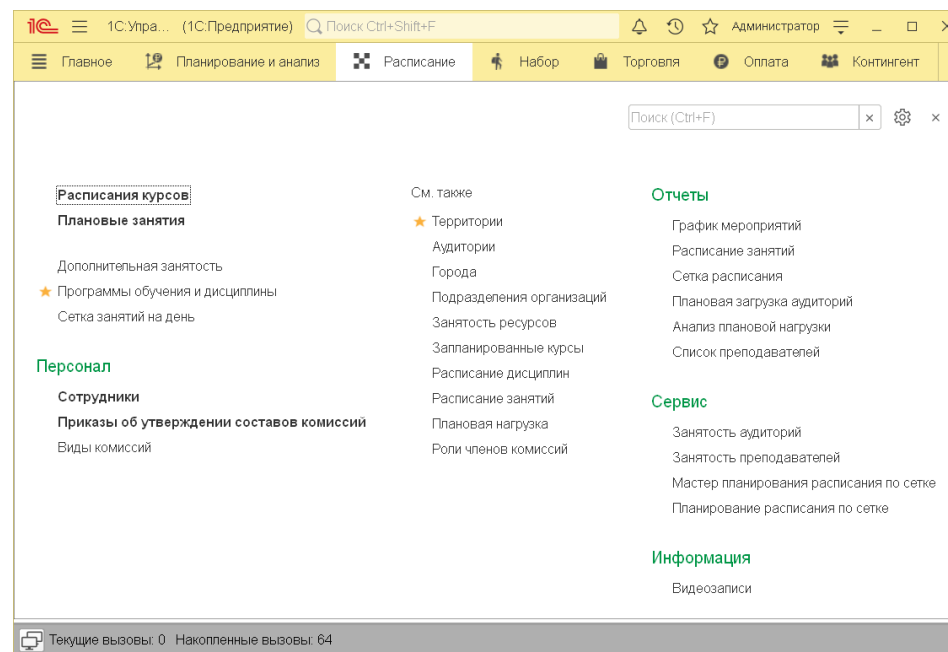 1С:Упра... (1С:Предприятие) Поиск Ctrl+Shift+F Администратор
Главное Планирование и анализ Расписание Набор Торговля Оплата Контингент
Поиск (Ctrl+F)
Расписания курсов
Плановые занятия
Дополнительная занятость
Программы обучения и дисциплины
Сетка занятий на день
Персонал
Сотрудники
Приказы об утверждении составов комиссий
Виды комиссий
См. также
Территории
Аудитории
Города
Подразделения организаций
Занятость ресурсов
Запланированные курсы
Расписание дисциплин
Расписание занятий
Плановая нагрузка
Роли членов комиссий
Отчеты
График мероприятий
Расписание занятий
Сетка расписания
Плановая загрузка аудиторий
Анализ плановой нагрузки
Список преподавателей
Сервис
Занятость аудиторий
Занятость преподавателей
Мастер планирования расписания по сетке
Планирование расписания по сетке
Информация
Видеозаписи
Текущие вызовы: 0 Накопленные вызовы: 64